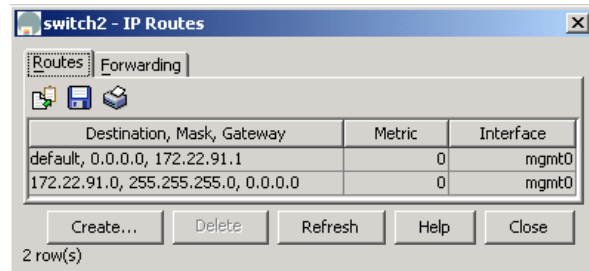 switch2 - IP Routes
Routes Forwarding
Destination, Mask, Gateway Metric Interface
default, 0.0.0.0, 172.22.91.1 0 mgmt0
172.22.91.0, 255.255.255.0, 0.0.0.0 0 mgmt0
Create... Delete Refresh Help Close
2 row(s)